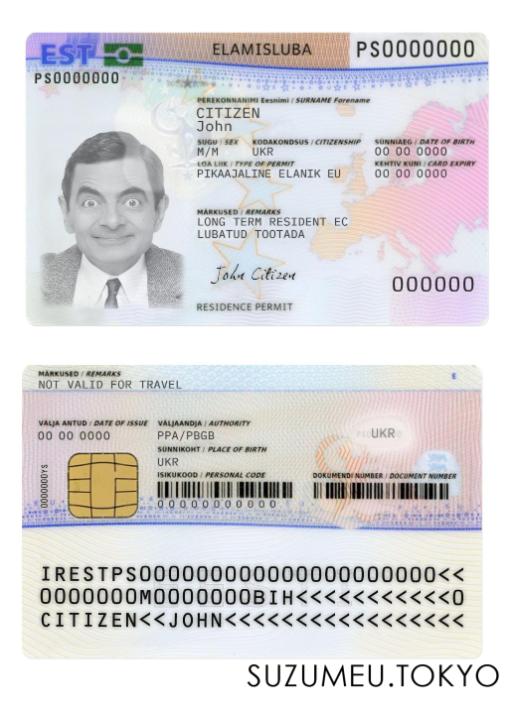 EST
ELAMISLUBA
PS0000000
PS0000000
PEREKONNANIMI Eesnimi / SURNAME Forename
CITIZEN
John
SUGU / SEX KODAKONDSUS / CITIZENSHIP SÜNNIAEG / DATE OF BIRTH
M/M UKR 00 00 0000
LOA LIIK / TYPE OF PERMIT KEHTIV KUNI / CARD EXPIRY
PIKAAJALINE ELANIK EU 00 00 0000
MÄRKUSED / REMARKS
LONG TERM RESIDENT EC
LUBATUD TOOTADA
John Citizen
000000
RESIDENCE PERMIT
MÄRKUSED / REMARKS
NOT VALID FOR TRAVEL
E
VÄLJA ANTUD / DATE OF ISSUE VÄLJAANDJA / AUTHORITY
00 00 0000 PPA/PBGB
UKR
SÜNNIKOHT / PLACE OF BIRTH
UKR
ISIKUKOOD / PERSONAL CODE DOKUMENDI NUMBER / DOCUMENT NUMBER
00000000000
0000000YS
IRESTPS00000000000000000000000<<
0000000M0000000BIH<<<<<<<<<<<0
CITIZEN<<JOHN<<<<<<<<<<<<<<<<<
SUZUMEU.TOKYO